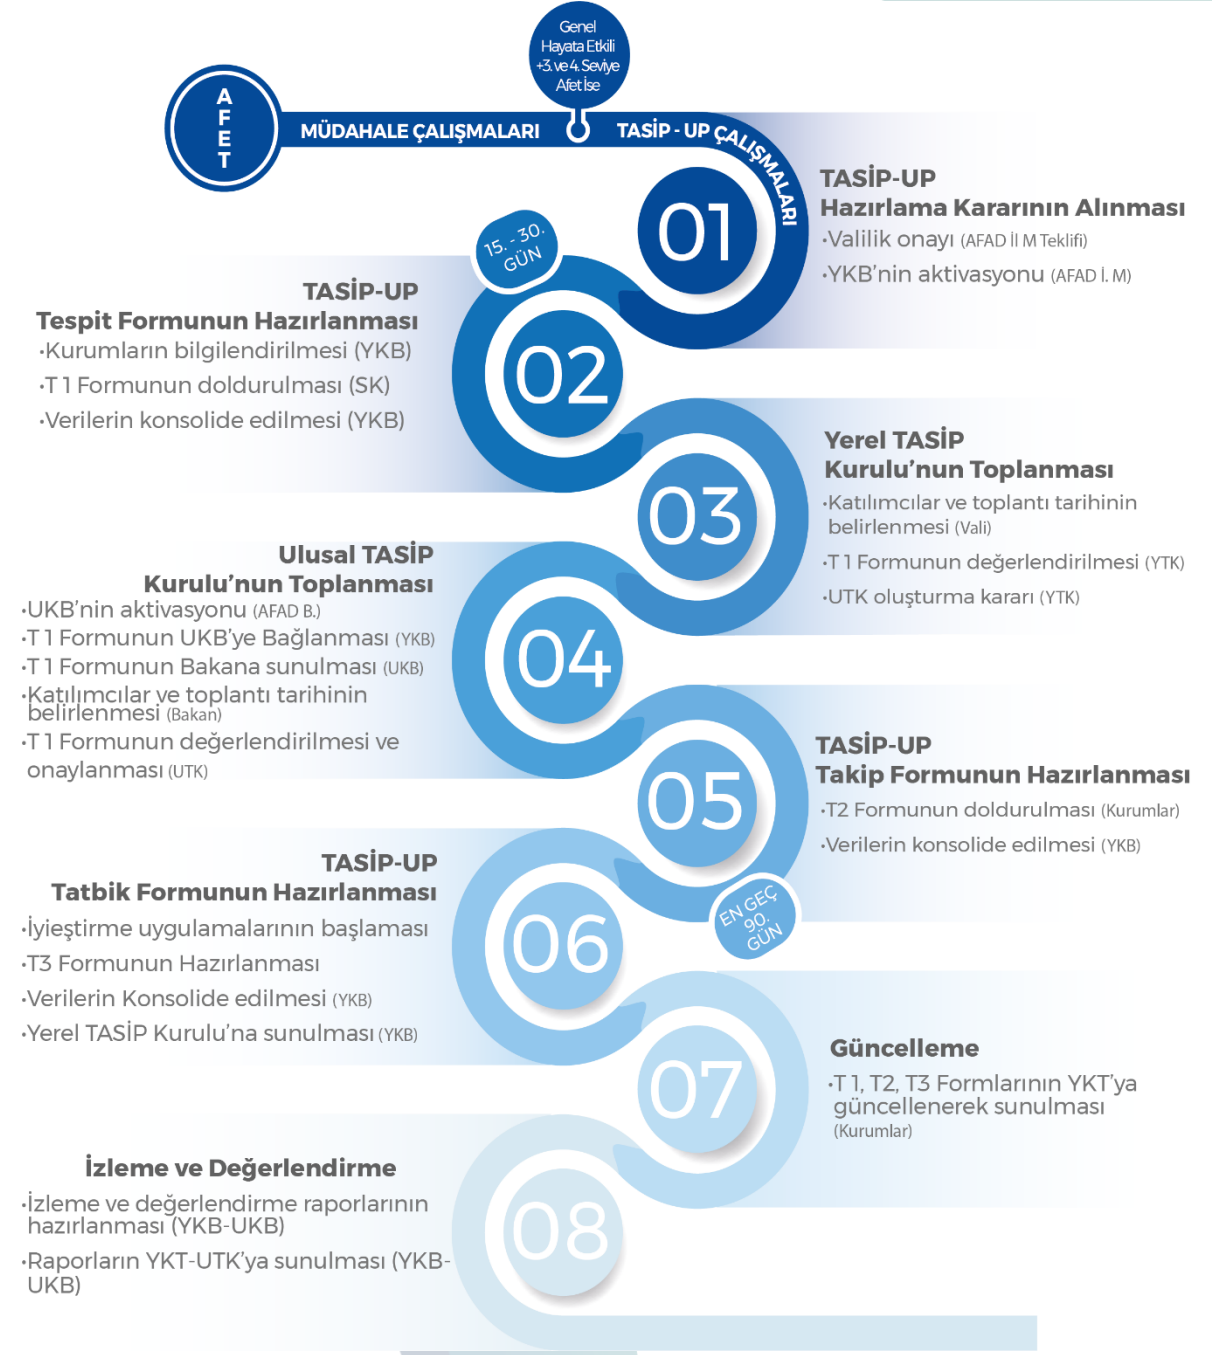 Genel
Hayata Etkili
+3. ve 4. Seviye
Afet İse
A
F
E
T
MÜDAHALE ÇALIŞMALARI
TASİP - UP ÇALIŞMALARI
01
TASİP-UP
Hazırlama Kararının Alınması
•Valilik onayı (AFAD İl M Teklifi)
•YKB’nin aktivasyonu (AFAD İ. M)
15. - 30.
GÜN
02
TASİP-UP
Tespit Formunun Hazırlanması
•Kurumların bilgilendirilmesi (YKB)
•T 1 Formunun doldurulması (SK)
•Verilerin konsolide edilmesi (YKB)
03
Yerel TASİP
Kurulu’nun Toplanması
•Katılımcılar ve toplantı tarihinin
belirlenmesi (Vali)
•T 1 Formunun değerlendirilmesi (YTK)
•UTK oluşturma kararı (YTK)
04
Ulusal TASİP
Kurulu’nun Toplanması
•UKB’nin aktivasyonu (AFAD B.)
•T 1 Formunun UKB’ye Bağlanması (YKB)
•T 1 Formunun Bakana sunulması (UKB)
•Katılımcılar ve toplantı tarihinin
belirlenmesi (Bakan)
•T 1 Formunun değerlendirilmesi ve
onaylanması (UTK)
05
TASİP-UP
Takip Formunun Hazırlanması
•T2 Formunun doldurulması (Kurumlar)
•Verilerin konsolide edilmesi (YKB)
EN GEÇ
90.
GÜN
06
TASİP-UP
Tatbik Formunun Hazırlanması
•İyieştirme uygulamalarının başlaması
•T3 Formunun Hazırlanması
•Verilerin Konsolide edilmesi (YKB)
•Yerel TASİP Kurulu’na sunulması (YKB)
07
Güncelleme
•T 1, T2, T3 Formlarının YKT’ya
güncellenerek sunulması
(Kurumlar)
08
İzleme ve Değerlendirme
•İzleme ve değerlendirme raporlarının
hazırlanması (YKB-UKB)
•Raporların YKT-UTK’ya sunulması (YKB-
UKB)